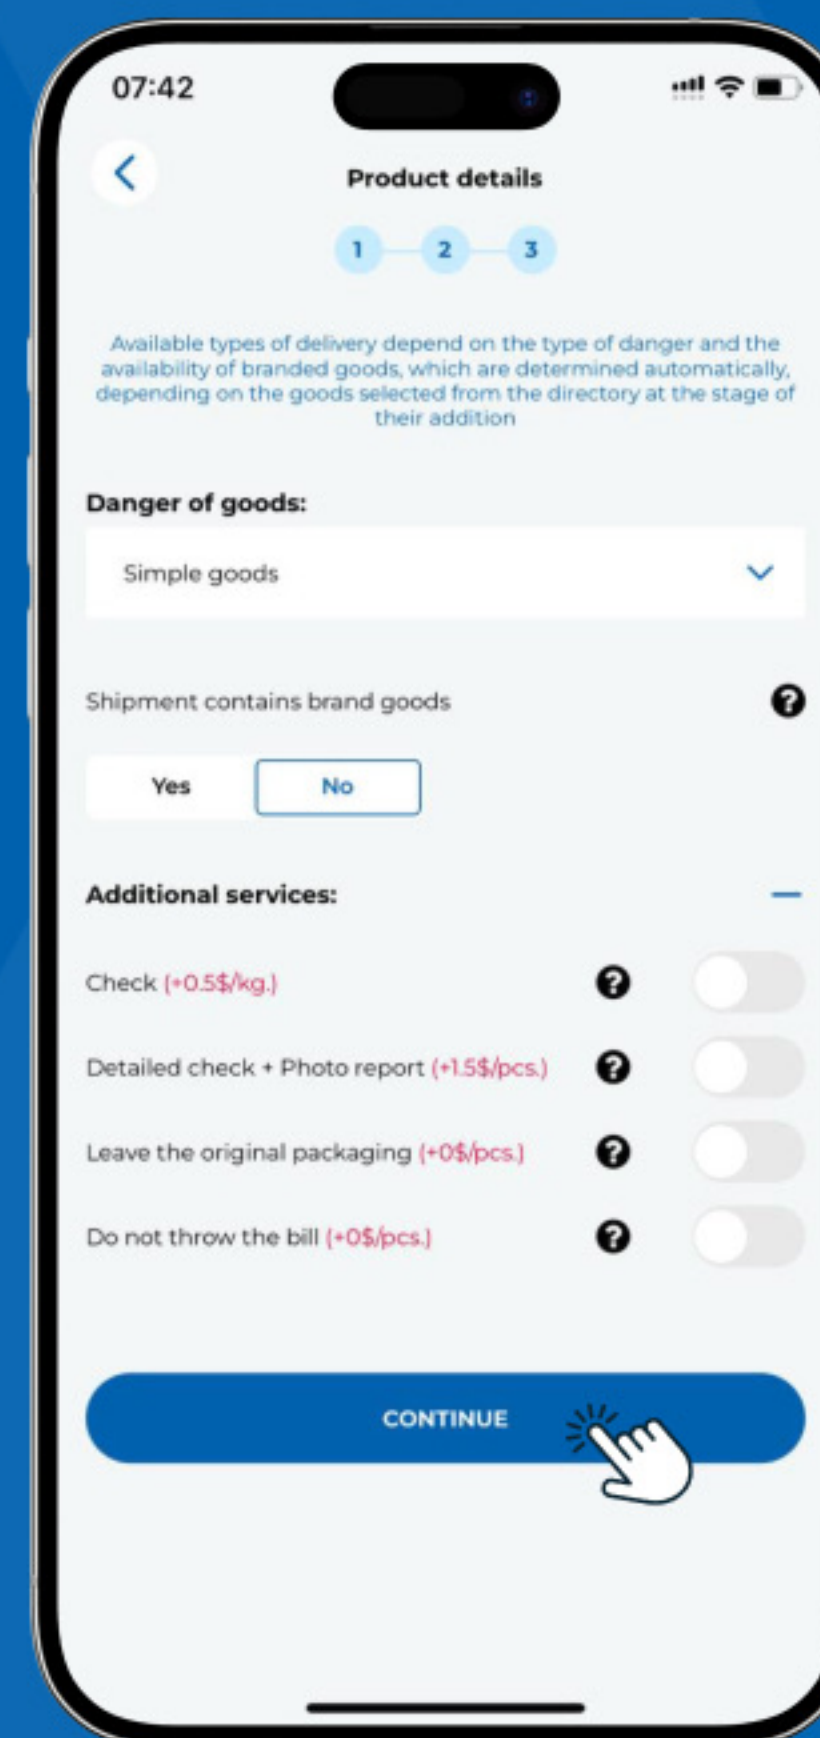 07:42
Product details
1 2 3
Available types of delivery depend on the type of danger and the
availability of branded goods, which are determined automatically,
depending on the goods selected from the directory at the stage of
their addition
Danger of goods:
Simple goods
Shipment contains brand goods ?
Yes No
Additional services:
Check (+0.5$/kg.) ?
Detailed check + Photo report (+1.5$/pcs.) ?
Leave the original packaging (+0$/pcs.) ?
Do not throw the bill (+0$/pcs.) ?
CONTINUE